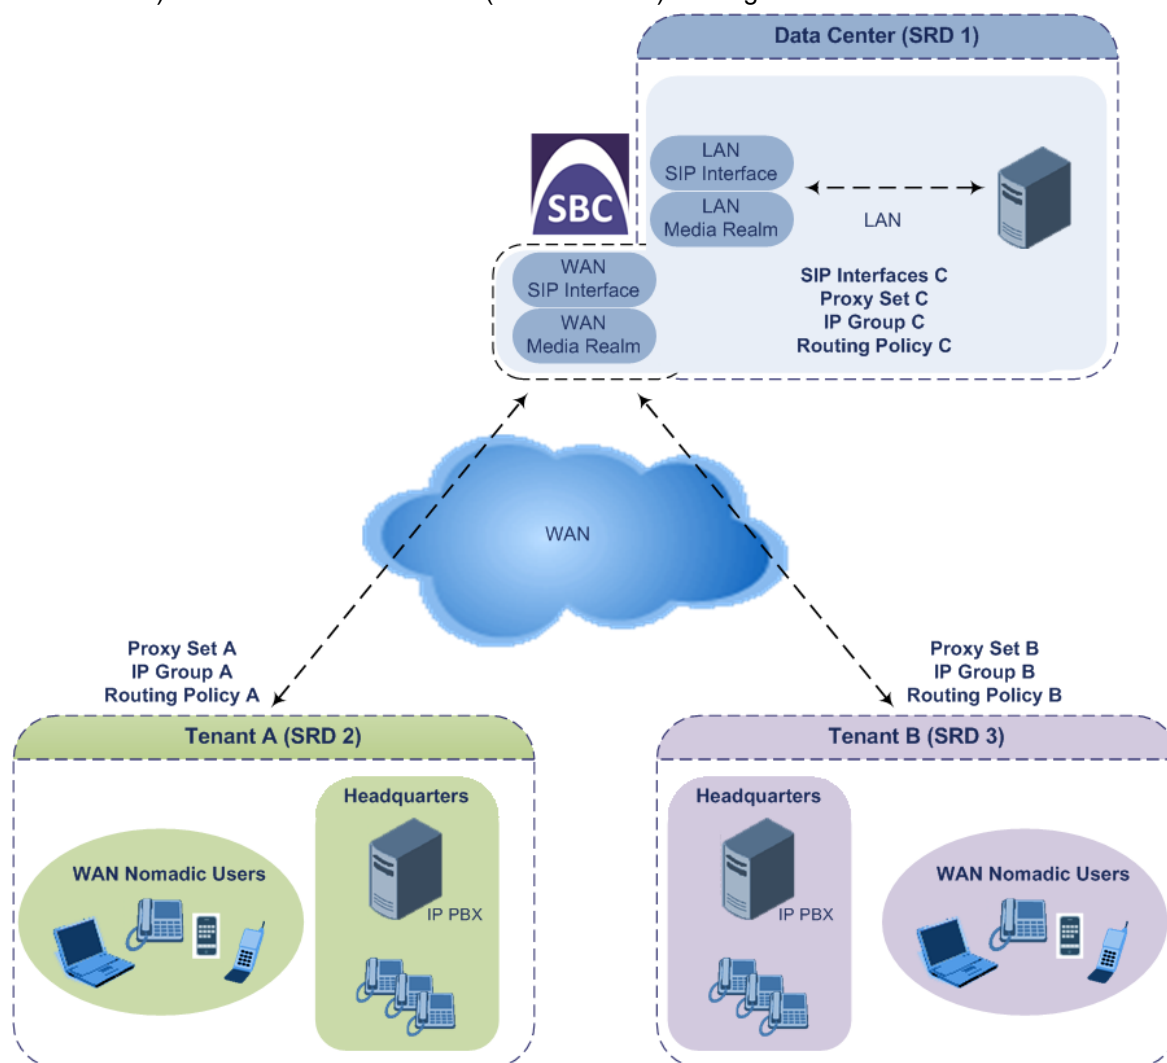 Data Center (SRD 1)
SBC
LAN
SIP Interface
LAN
Media Realm
LAN
WAN
SIP Interface
WAN
Media Realm
SIP Interfaces C
Proxy Set C
IP Group C
Routing Policy C
WAN
Proxy Set A
IP Group A
Routing Policy A
Proxy Set B
IP Group B
Routing Policy B
Tenant A (SRD 2)
WAN Nomadic Users
Headquarters
IP PBX
Tenant B (SRD 3)
Headquarters
IP PBX
WAN Nomadic Users